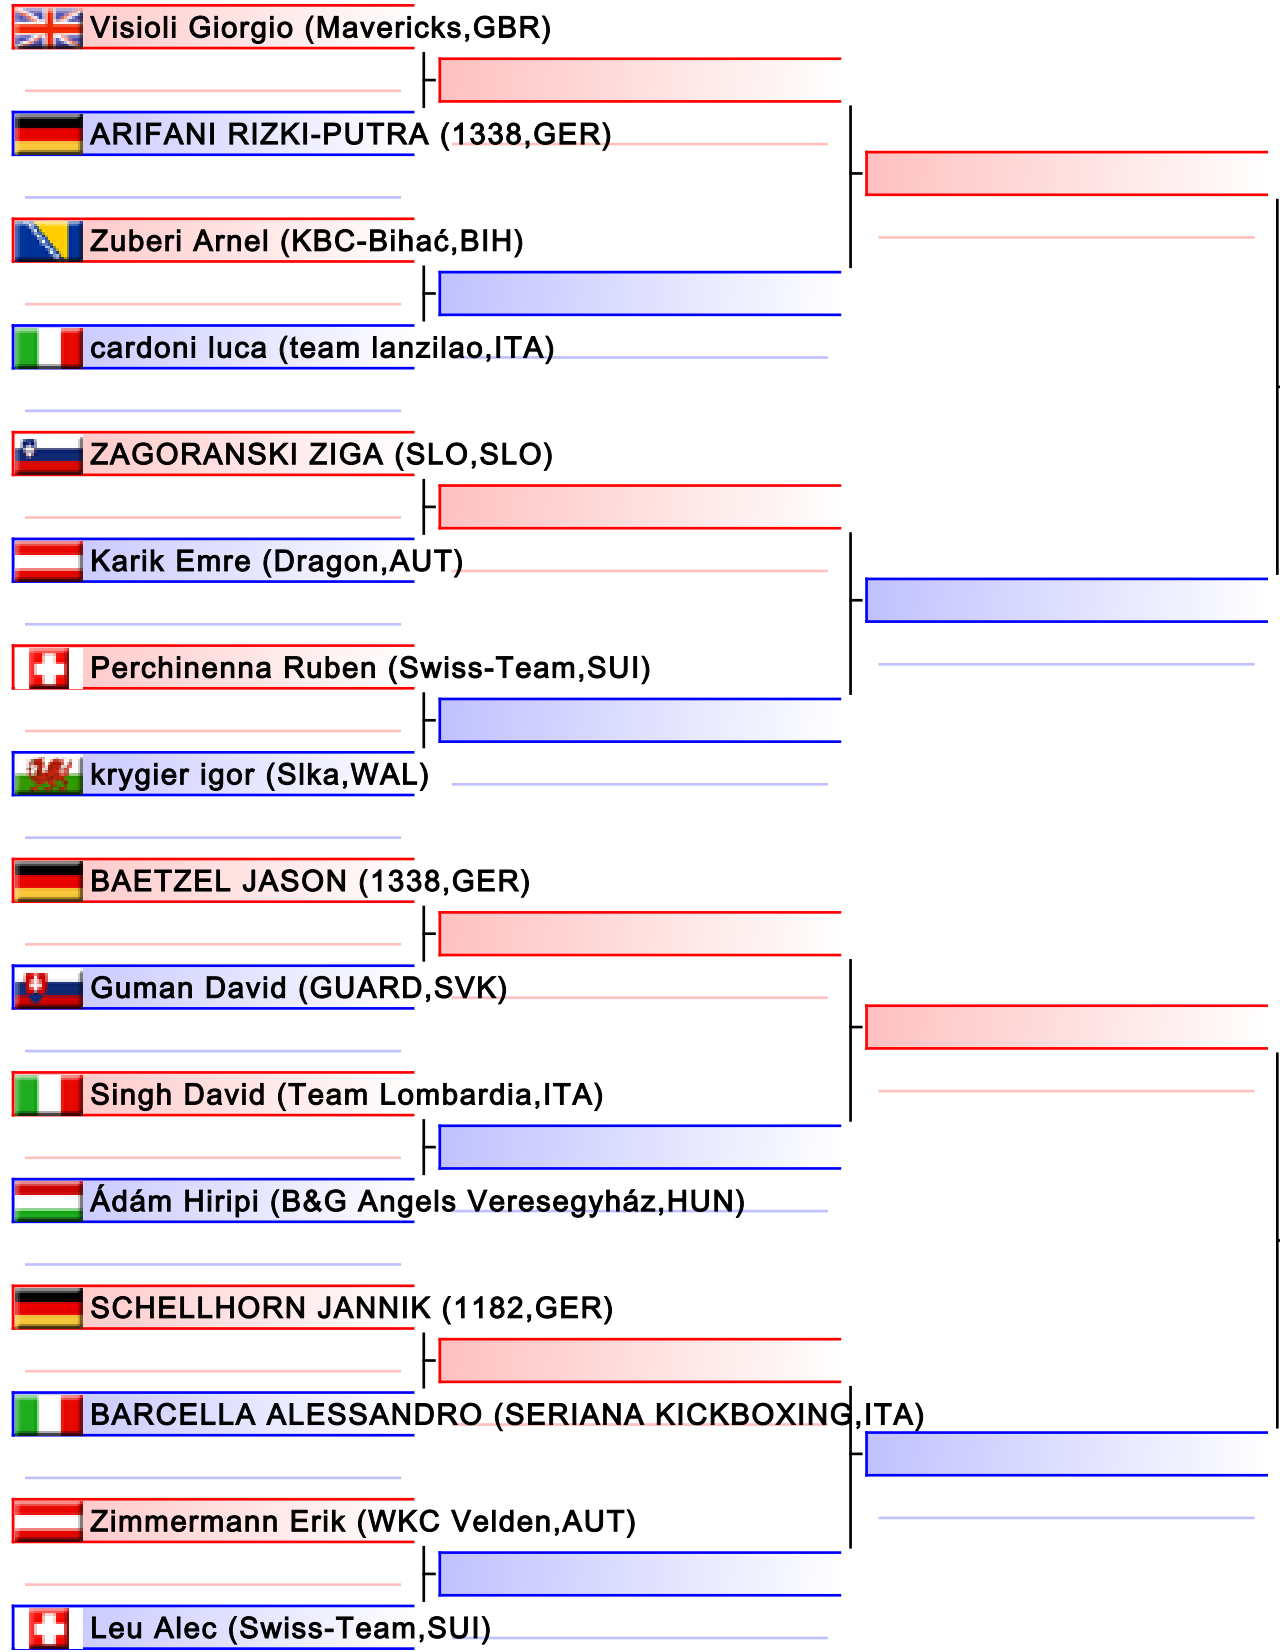 Visioli Giorgio (Mavericks,GBR)
ARIFANI RIZKI-PUTRA (1338,GER)
Zuberi Arnel (KBC-Bihać,BIH)
cardoni luca (team lanzilao,ITA)
ZAGORANSKI ZIGA (SLO,SLO)
Karik Emre (Dragon,AUT)
Perchinenna Ruben (Swiss-Team,SUI)
krygier igor (Slka,WAL)
BAETZEL JASON (1338,GER)
Guman David (GUARD,SVK)
Singh David (Team Lombardia,ITA)
Ádám Hiripi (B&G Angels Veresegyház,HUN)
SCHELLHORN JANNIK (1182,GER)
BARCELLA ALESSANDRO (SERIANA KICKBOXING,ITA)
Zimmermann Erik (WKC Velden,AUT)
Leu Alec (Swiss-Team,SUI)